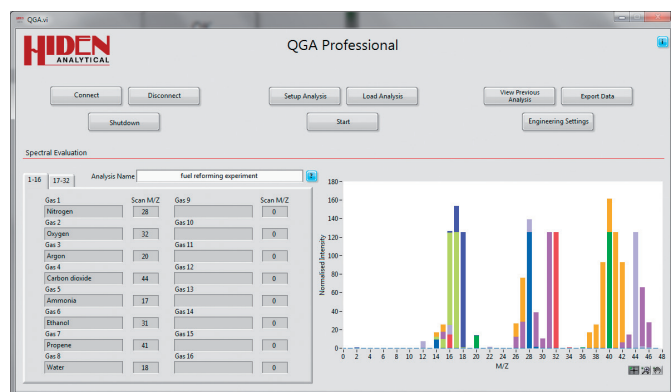 QGA.vi
HIDEN
ANALYTICAL
QGA Professional
Connect Disconnect Setup Analysis Load Analysis View Previous Analysis Export Data
Shutdown Start Engineering Settings
Spectral Evaluation
1-16 17-32 Analysis Name fuel reforming experiment
Gas 1 Scan M/Z Gas 9 Scan M/Z
Nitrogen 28 0
Gas 2 Gas 10
Oxygen 32 0
Gas 3 Gas 11
Argon 20 0
Gas 4 Gas 12
Carbon dioxide 44 0
Gas 5 Gas 13
Ammonia 17 0
Gas 6 Gas 14
Ethanol 31 0
Gas 7 Gas 15
Propene 41 0
Gas 8 Gas 16
Water 18 0
Normalised Intensity
180
160
140
120
100
80
60
40
20
0
0 2 4 6 8 10 12 14 16 18 20 22 24 26 28 30 32 34 36 38 40 42 44 46 48
M/Z